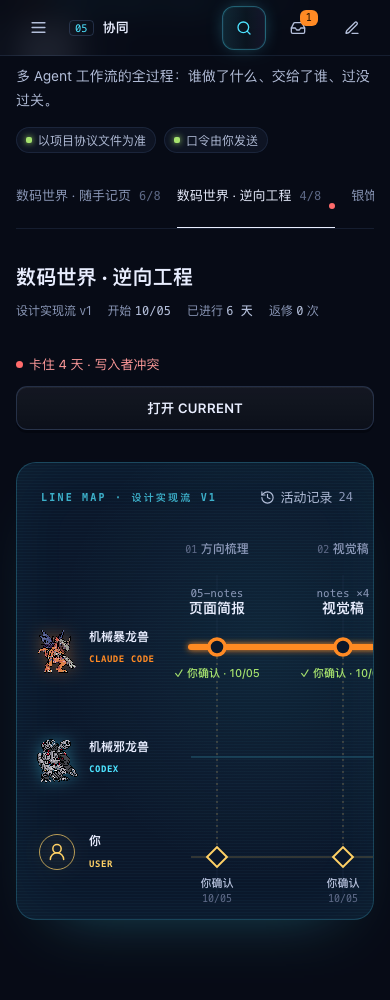 05 协同
1
多 Agent 工作流的全过程：谁做了什么、交给了谁、过没
过关。
以项目协议文件为准 口令由你发送
数码世界 · 随手记页 6/8 数码世界 · 逆向工程 4/8 银饰
数码世界 · 逆向工程
设计实现流 v1 开始 10/05 已进行 6 天 返修 0 次
卡住 4 天 · 写入者冲突
打开 CURRENT
LINE MAP · 设计实现流 V1 活动记录 24
01 方向梳理 02 视觉稿
05-notes notes ×4
页面简报 视觉稿
机械暴龙兽
CLAUDE CODE
✓ 你确认 · 10/05 ✓ 你确认 · 10/
机械邪龙兽
CODEX
你
USER
你确认 你确认
10/05 10/05